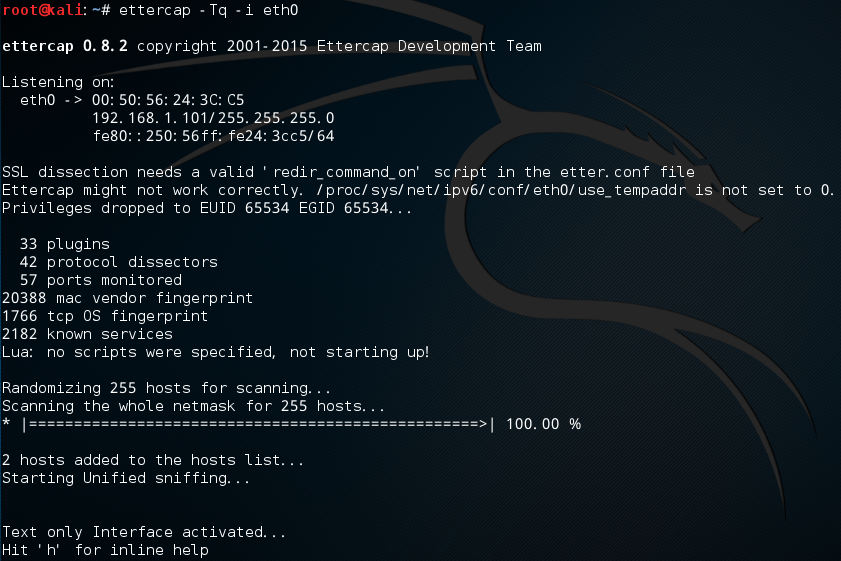 root@kali:~# ettercap -Tq -i eth0
ettercap 0.8.2 copyright 2001-2015 Ettercap Development Team
Listening on:
eth0 -> 00:50:56:24:3C:C5
192.168.1.101/255.255.255.0
fe80::250:56ff:fe24:3cc5/64
SSL dissection needs a valid 'redir_command_on' script in the etter.conf file
Ettercap might not work correctly. /proc/sys/net/ipv6/conf/eth0/use_tempaddr is not set to 0.
Privileges dropped to EUID 65534 EGID 65534...
33 plugins
42 protocol dissectors
57 ports monitored
20388 mac vendor fingerprint
1766 tcp OS fingerprint
2182 known services
Lua: no scripts were specified, not starting up!
Randomizing 255 hosts for scanning...
Scanning the whole netmask for 255 hosts...
* |==================================================>| 100.00 %
2 hosts added to the hosts list...
Starting Unified sniffing...
Text only Interface activated...
Hit 'h' for inline help